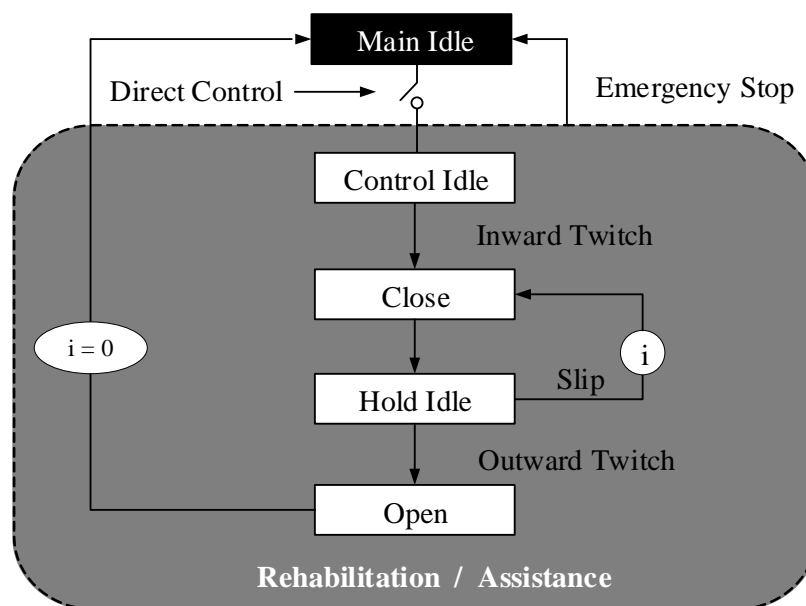 Main Idle
Direct Control
Emergency Stop
Control Idle
Inward Twitch
Close
i = 0
i
Slip
Hold Idle
Outward Twitch
Open
Rehabilitation / Assistance